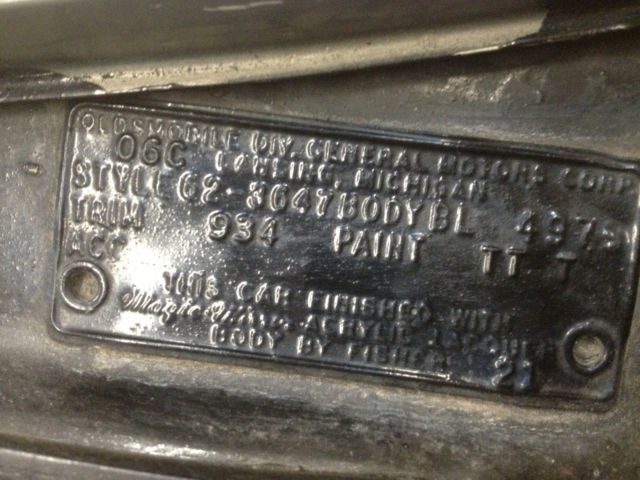 OLDSMOBILE DIV. GENERAL MOTORS CORP
06C LANSING, MICHIGAN
STYLE 62-3647 BODY BL 4975
TRIM 934 PAINT TT T
ACC
THIS CAR FINISHED WITH
Magic-Mirror ACRYLIC LACQUER
BODY BY FISHER 21